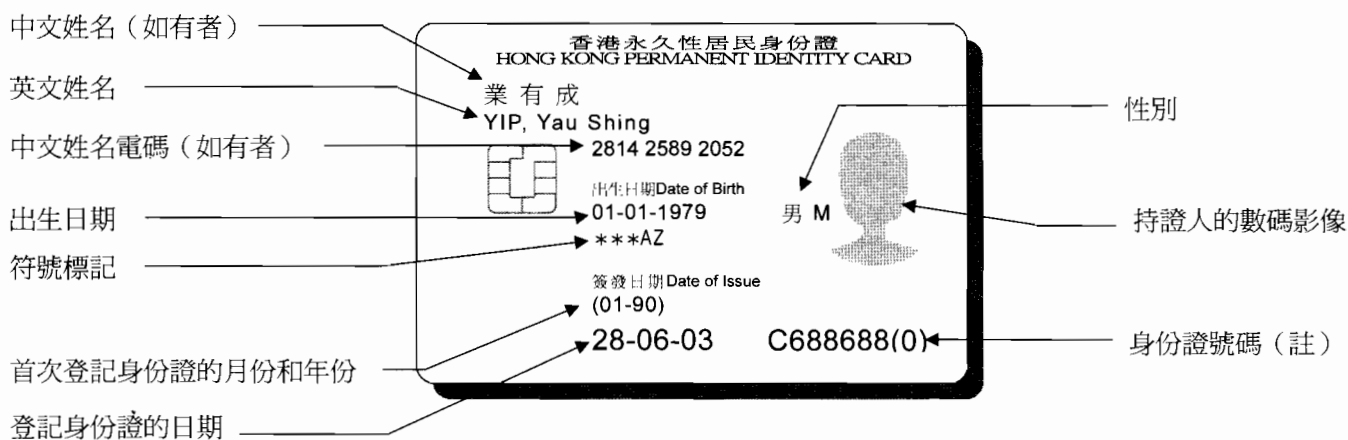 中文姓名（如有者）
英文姓名
中文姓名電碼（如有者）
出生日期
符號標記
首次登記身份證的月份和年份
登記身份證的日期
香港永久性居民身份證
HONG KONG PERMANENT IDENTITY CARD
業有成
YIP, Yau Shing
2814 2589 2052
出生日期Date of Birth
01-01-1979
男 M
***AZ
簽發日期Date of Issue
(01-90)
28-06-03 C688688(0)
性別
持證人的數碼影像
身份證號碼（註）